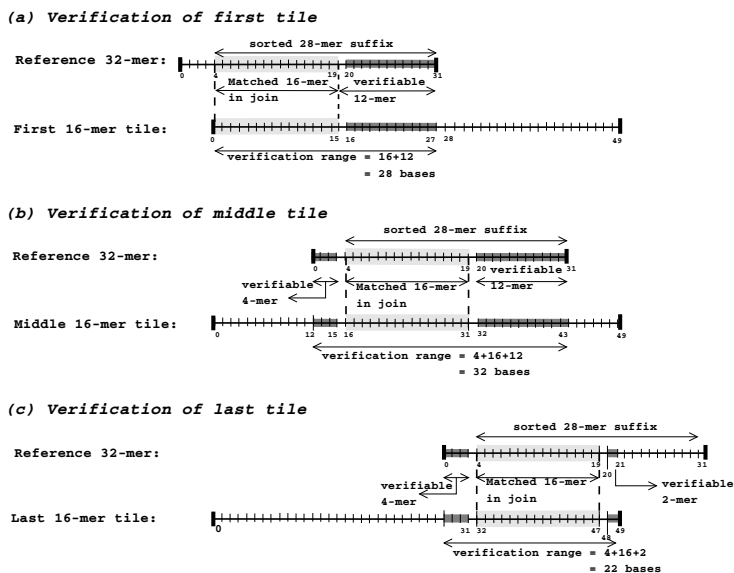 (a) Verification of first tile
sorted 28-mer suffix
Reference 32-mer:
0 4 19 20 31
Matched 16-mer verifiable
in join 12-mer
First 16-mer tile:
0 15 16 27 28 49
verification range = 16+12
= 28 bases
(b) Verification of middle tile
sorted 28-mer suffix
Reference 32-mer:
0 4 19 20 verifiable 31
verifiable Matched 16-mer 12-mer
4-mer in join
Middle 16-mer tile:
0 12 15 16 31 32 43 49
verification range = 4+16+12
= 32 bases
(c) Verification of last tile
sorted 28-mer suffix
Reference 32-mer:
0 4 19 20 21 31
verifiable Matched 16-mer verifiable
4-mer in join 2-mer
Last 16-mer tile:
0 31 32 47 48 49
verification range = 4+16+2
= 22 bases